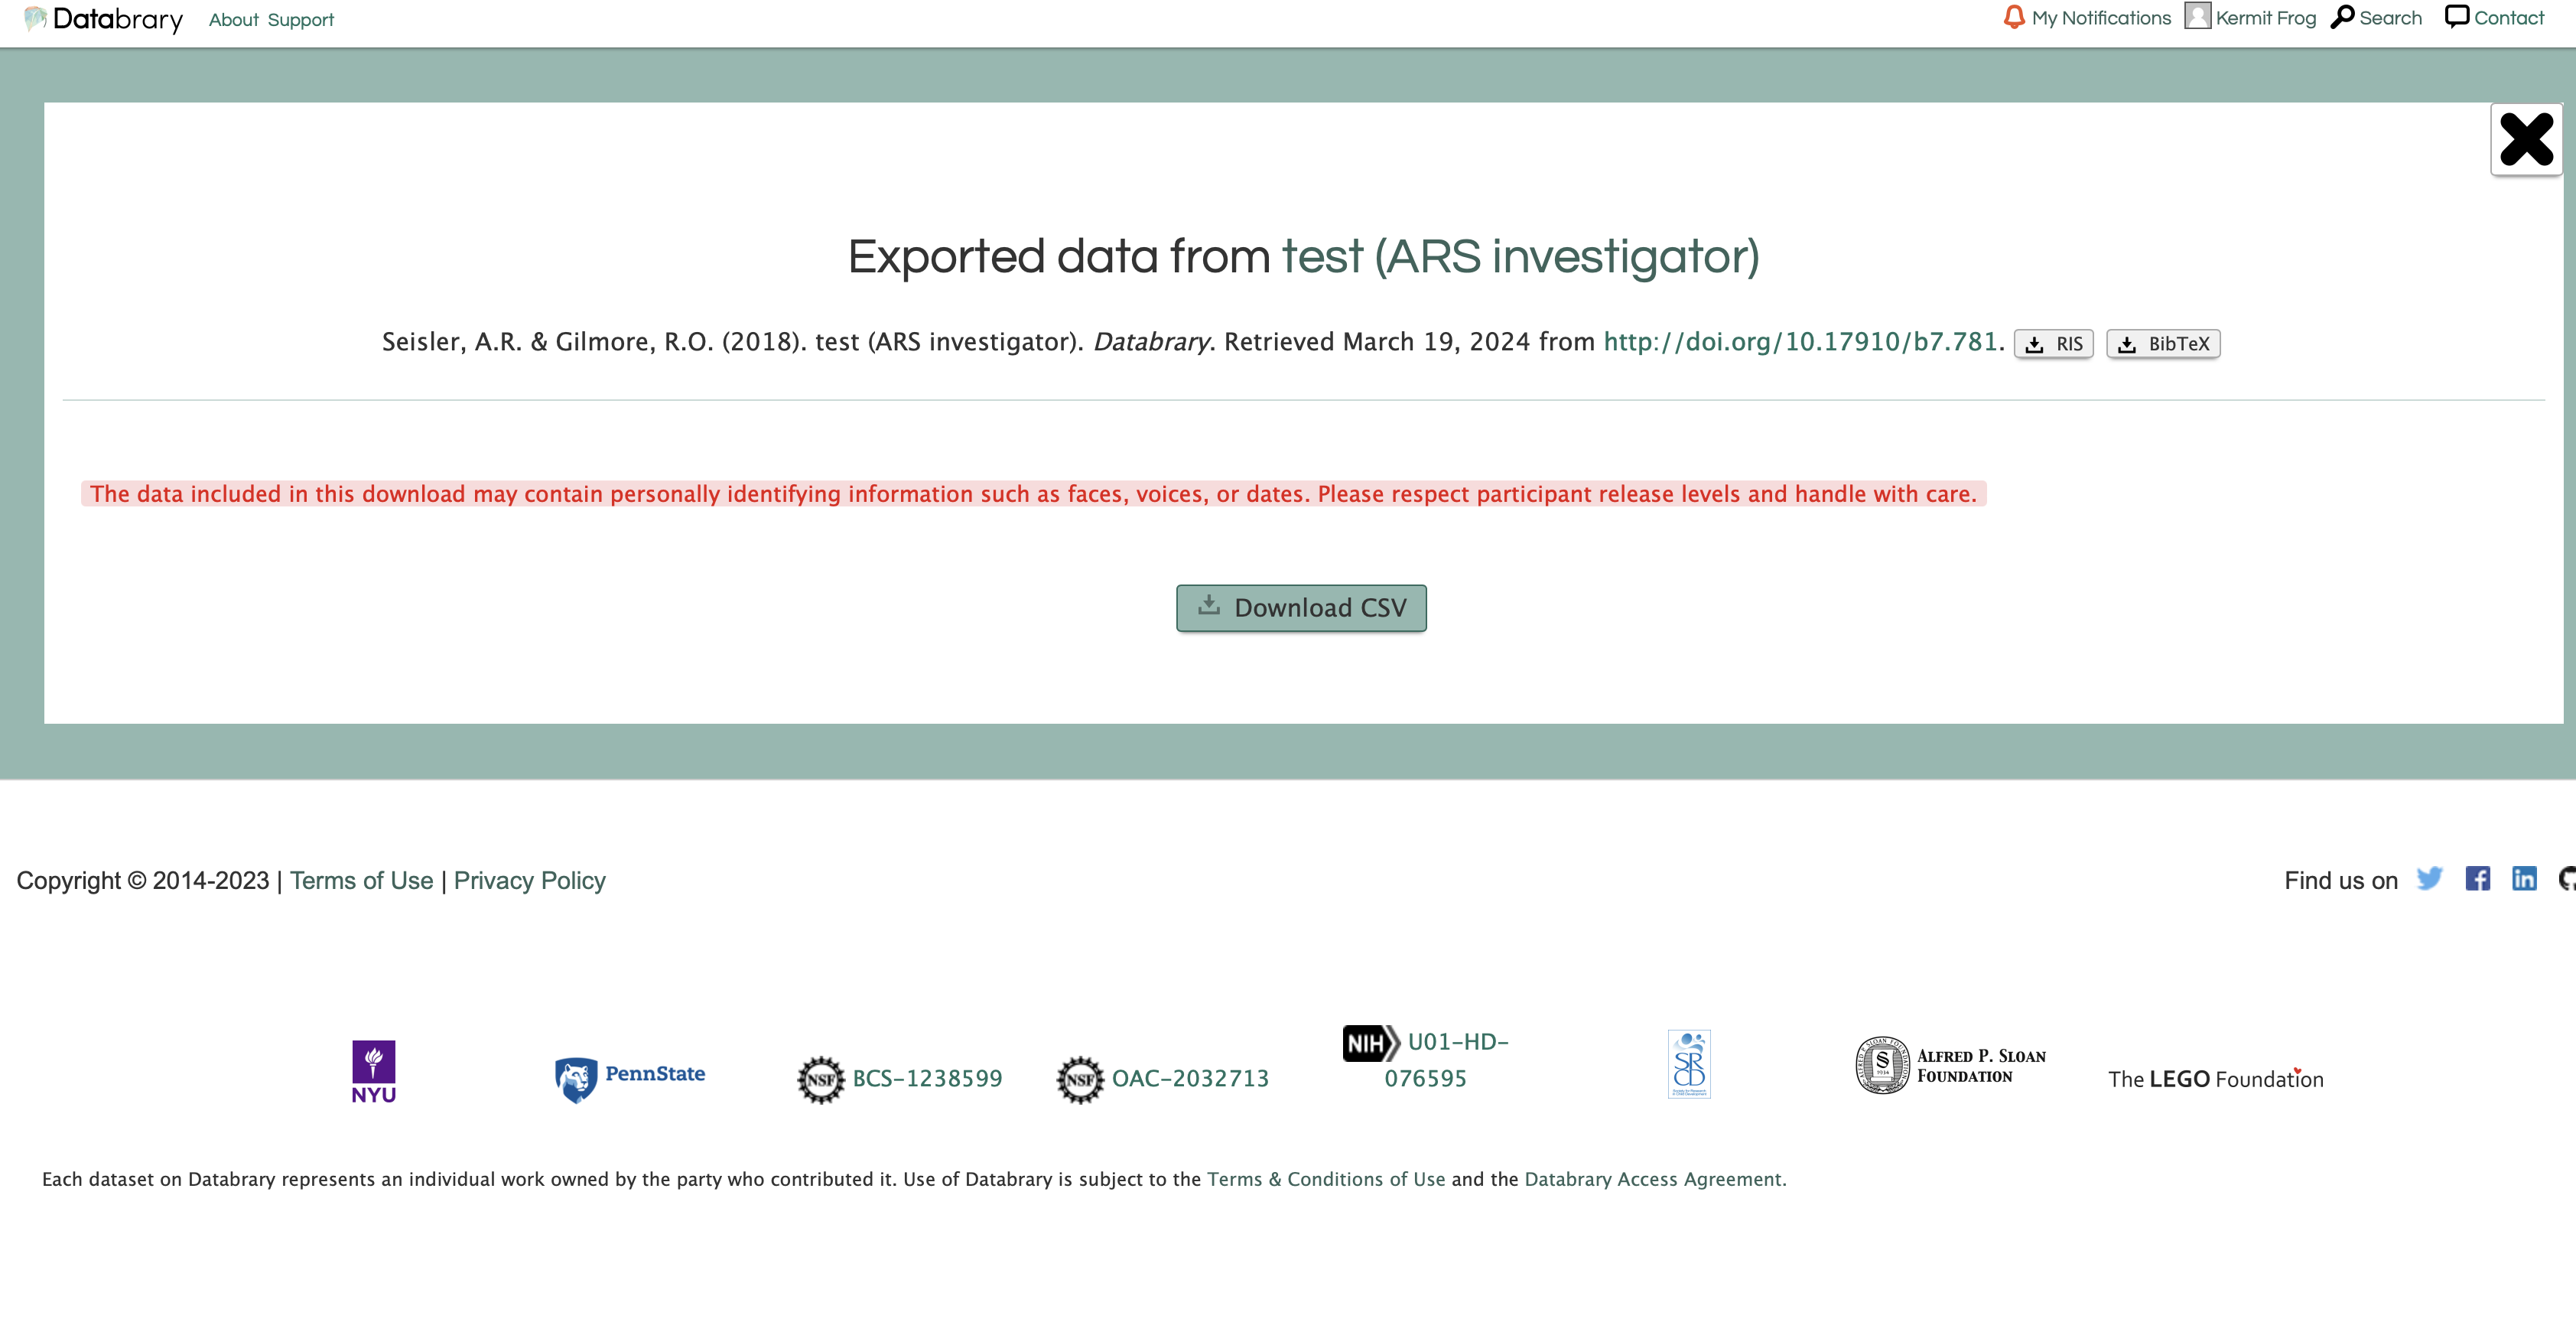 Databrary About Support My Notifications Kermit Frog Search Contact
Exported data from test (ARS investigator)
Seisler, A.R. & Gilmore, R.O. (2018). test (ARS investigator). Databrary. Retrieved March 19, 2024 from http://doi.org/10.17910/b7.781. RIS BibTeX
The data included in this download may contain personally identifying information such as faces, voices, or dates. Please respect participant release levels and handle with care.
Download CSV
Copyright © 2014-2023 | Terms of Use | Privacy Policy Find us on
NYU
PennState
NSF BCS-1238599
NSF OAC-2032713
NIH U01-HD-
076595
SR
CD
ALFRED P. SLOAN
FOUNDATION
The LEGO Foundation
Each dataset on Databrary represents an individual work owned by the party who contributed it. Use of Databrary is subject to the Terms & Conditions of Use and the Databrary Access Agreement.